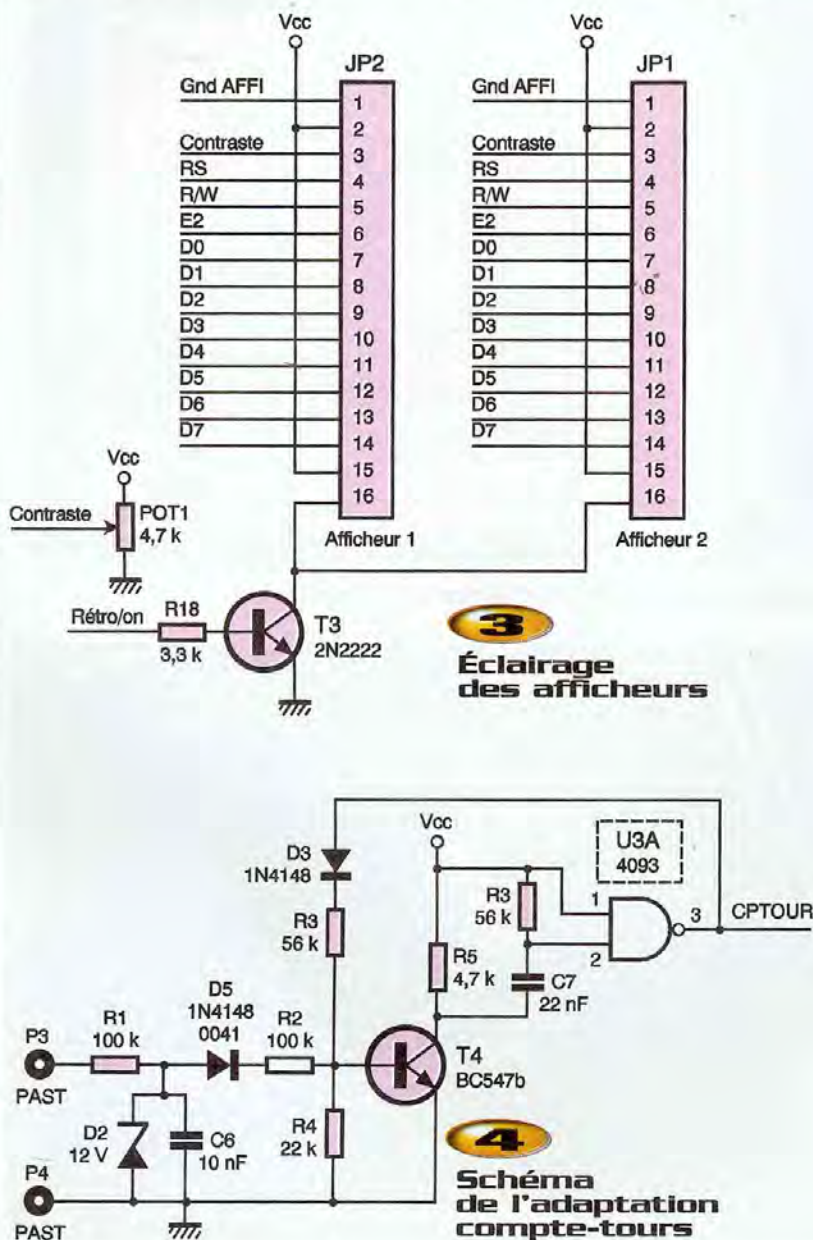 Vcc
JP2
Gnd AFFI
1
2
Contraste
3
RS
4
R/W
5
E2
6
D0
7
D1
8
D2
9
D3
10
D4
11
D5
12
D6
13
D7
14
15
16
Afficheur 1
Vcc
JP1
Gnd AFFI
1
2
Contraste
3
RS
4
R/W
5
E2
6
D0
7
D1
8
D2
9
D3
10
D4
11
D5
12
D6
13
D7
14
15
16
Afficheur 2
Vcc
Contraste
POT1
4,7 k
Rétro/on
R18
3,3 k
T3
2N2222
3
Éclairage
des afficheurs
Vcc
D3
1N4148
R3
56 k
R3
56 k
R5
4,7 k
C7
22 nF
U3A
4093
1
2
3
CPTOUR
P3
PAST
R1
100 k
D5
1N4148
0041
R2
100 k
T4
BC547b
D2
12 V
C6
10 nF
R4
22 k
P4
PAST
4
Schéma
de l'adaptation
compte-tours